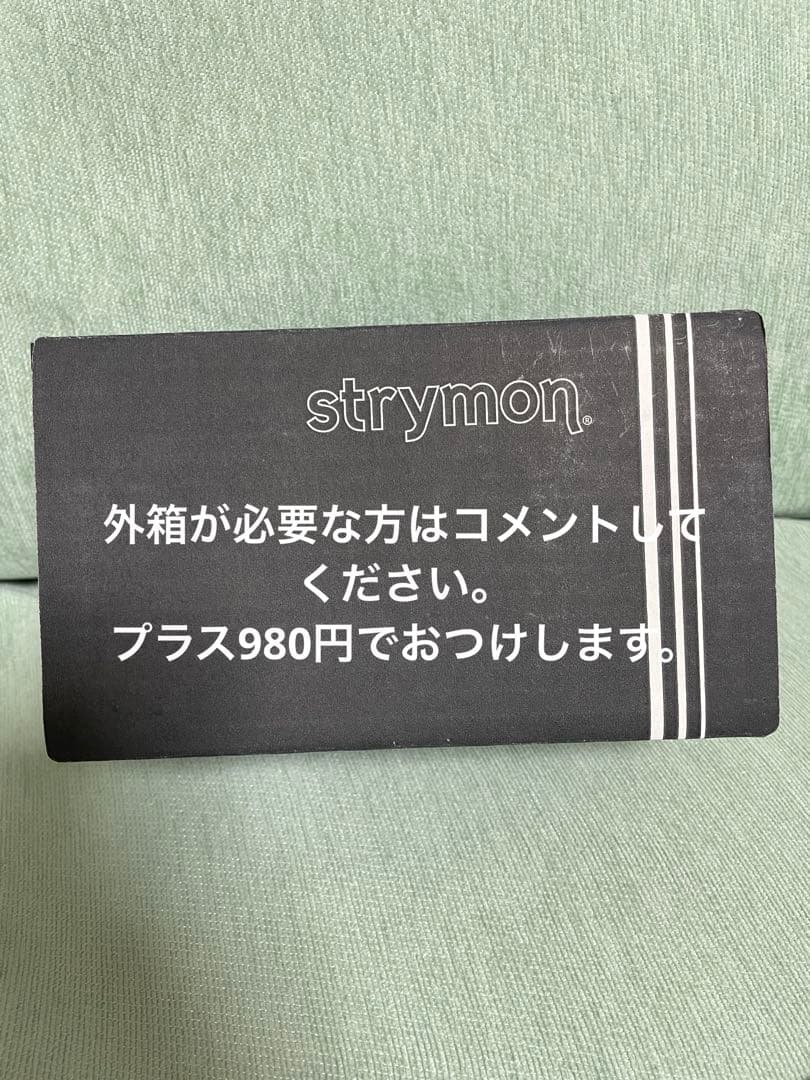 strymon®
外箱が必要な方はコメントして
ください。
プラス980円でおつけします。